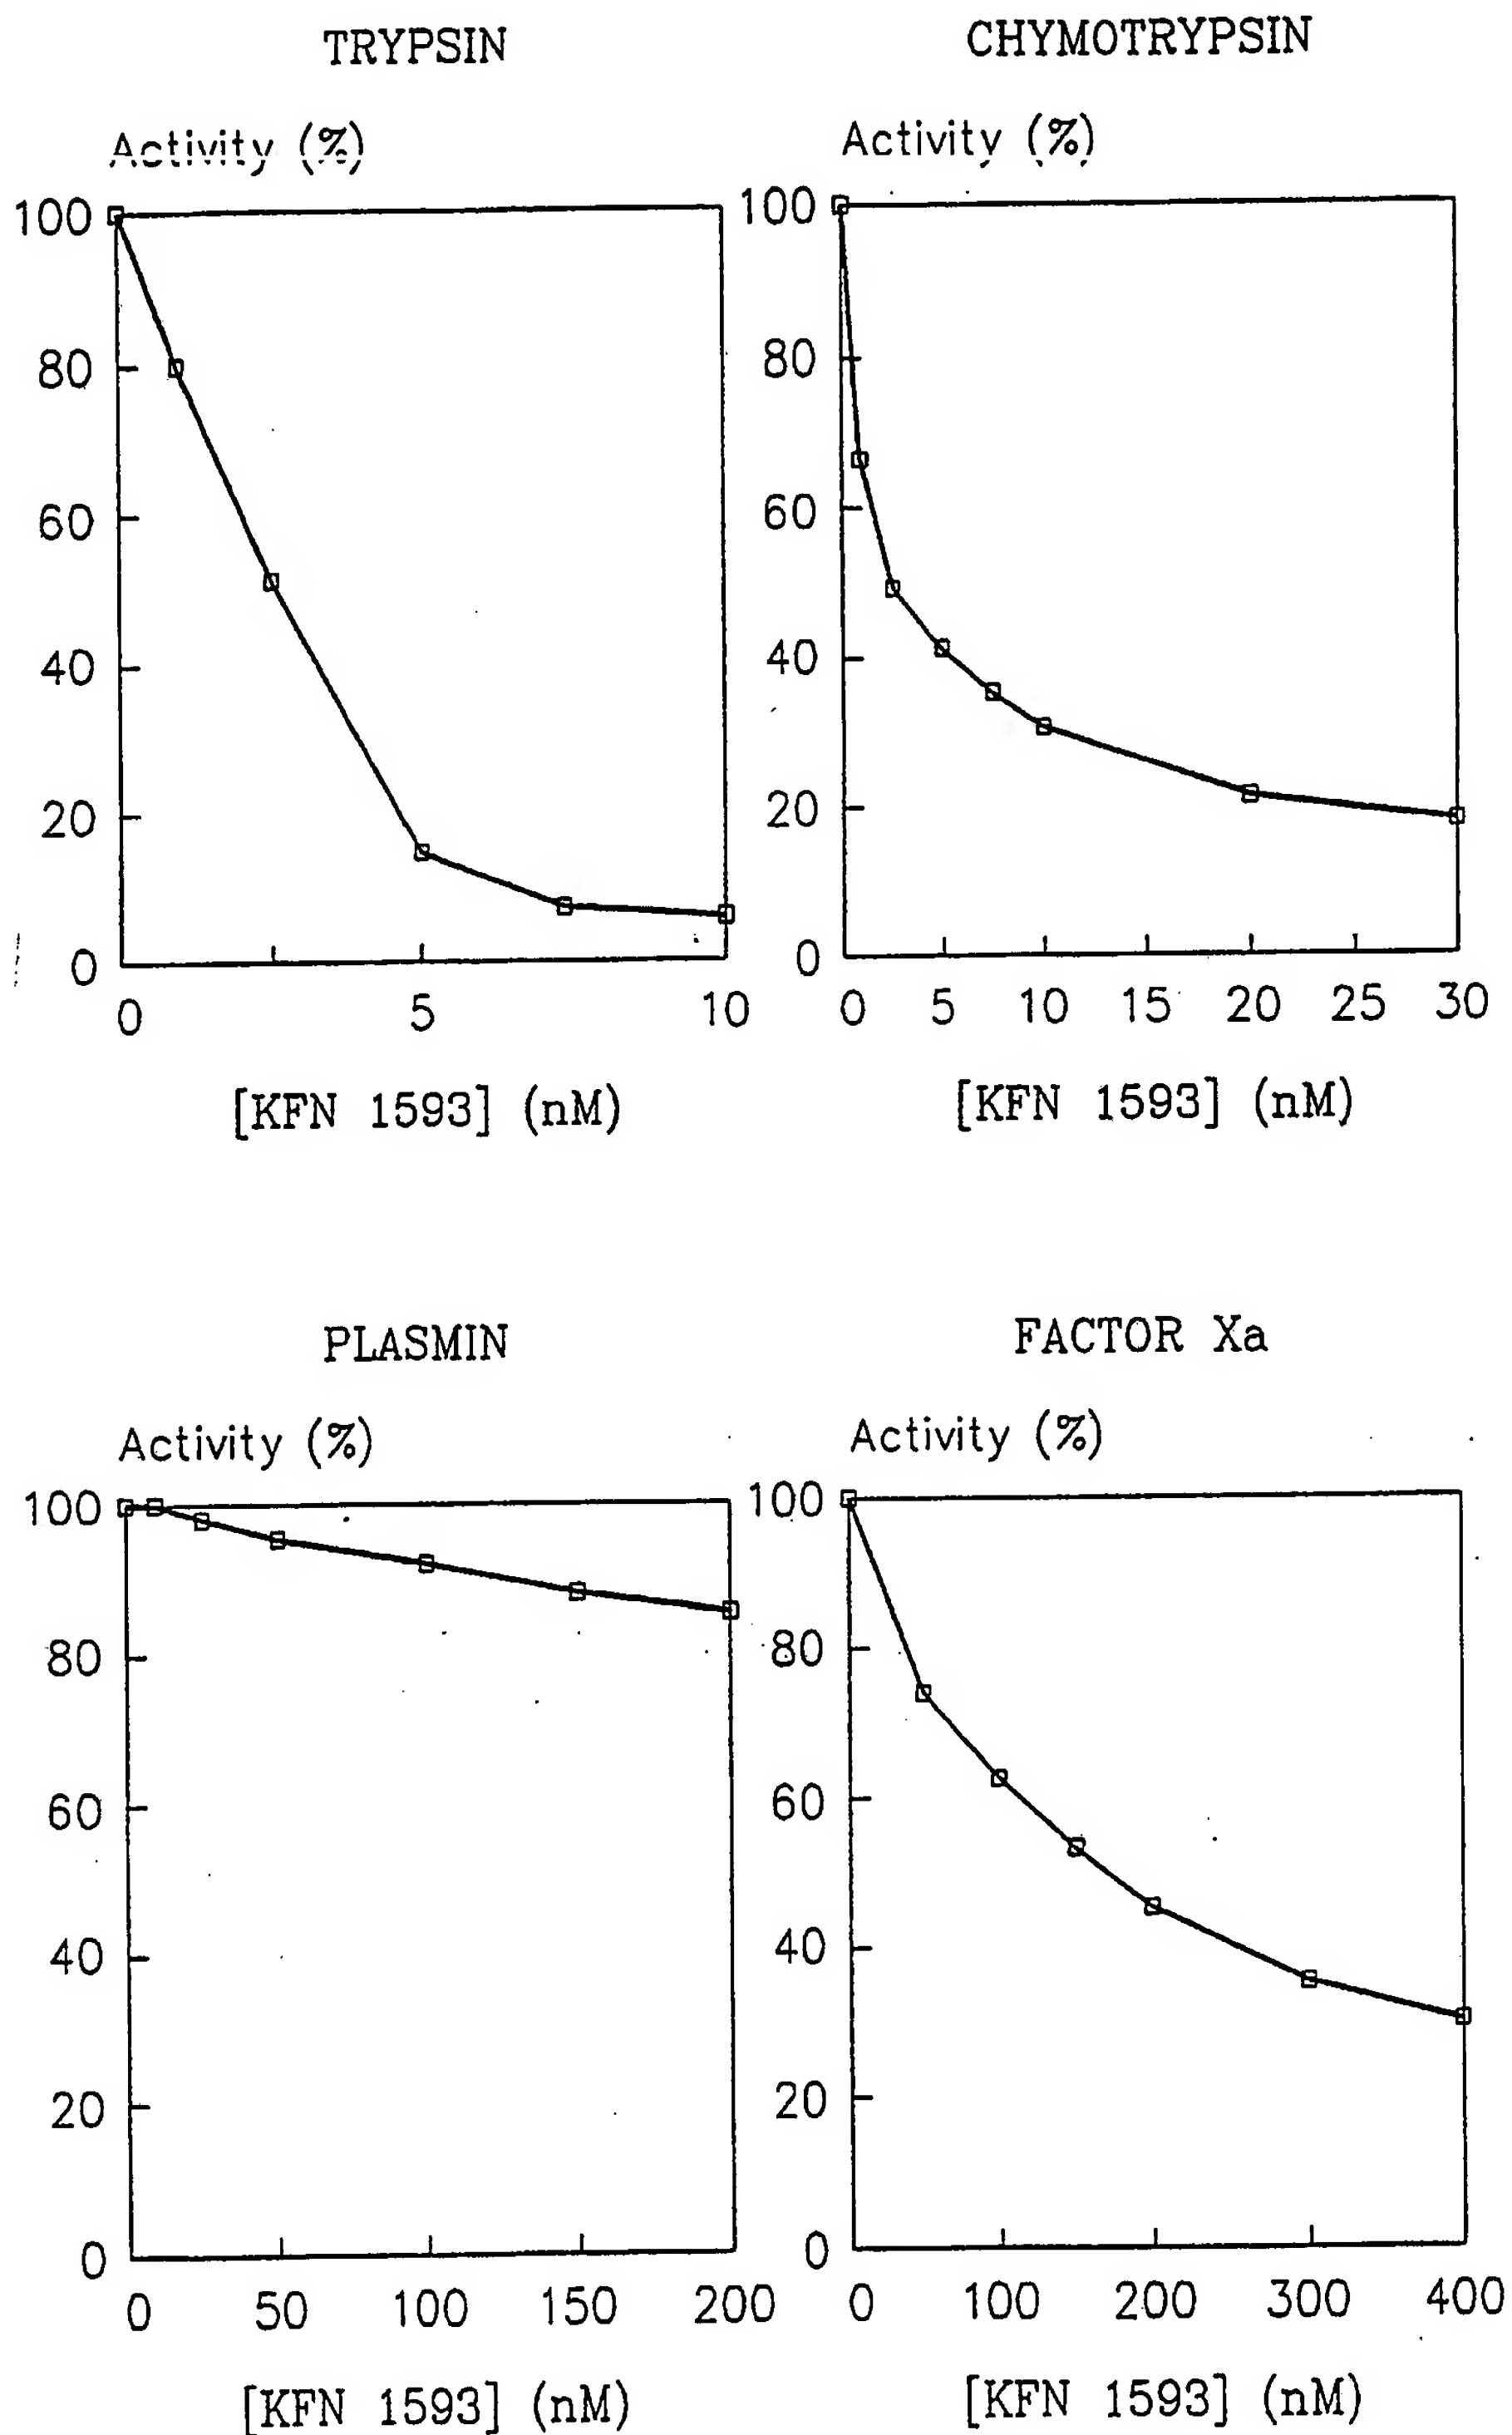 TRYPSIN
Activity (%)
100
80
60
40
20
0
0 5 10
[KFN 1593] (nM)
CHYMOTRYPSIN
Activity (%)
100
80
60
40
20
0
0 5 10 15 20 25 30
[KFN 1593] (nM)
PLASMIN
Activity (%)
100
80
60
40
20
0
0 50 100 150 200
[KFN 1593] (nM)
FACTOR Xa
Activity (%)
100
80
60
40
20
0
0 100 200 300 400
[KFN 1593] (nM)